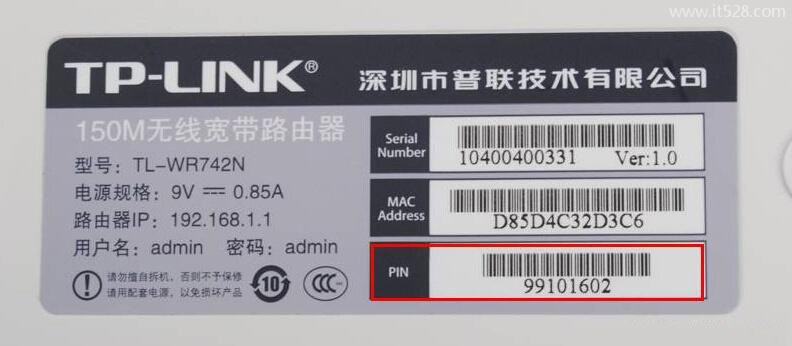 www.it528.com
TP-LINK® 深圳市普联技术有限公司
150M无线宽带路由器
型号：TL-WR742N
电源规格：9V ⎓ 0.85A
路由器IP：192.168.1.1
用户名：admin 密码：admin
请勿擅自拆机，否则不予保修
请用配套电源，以免损坏产品
10
CCC
Serial Number
10400400331 Ver:1.0
MAC Address
D85D4C32D3C6
PIN
99101602